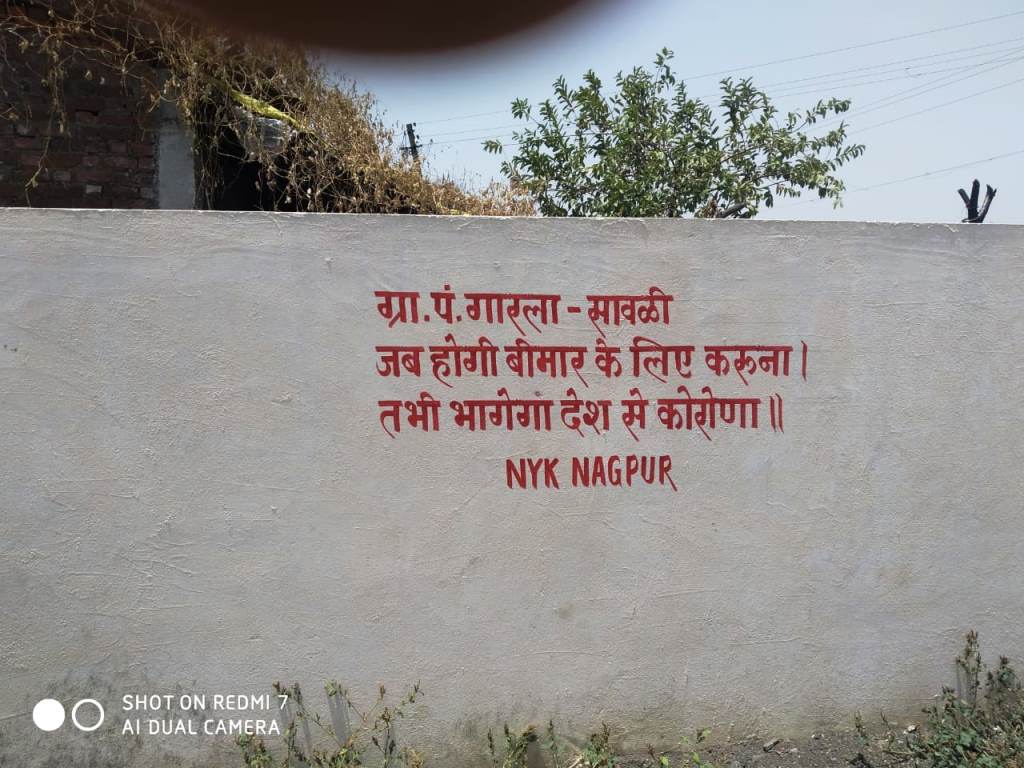 ग्रा.पं.गारला - सावळी
जब होगी बीमार के लिए करूना।
तभी भागेगा देश से कोरोणा॥
NYK NAGPUR
SHOT ON REDMI 7
AI DUAL CAMERA